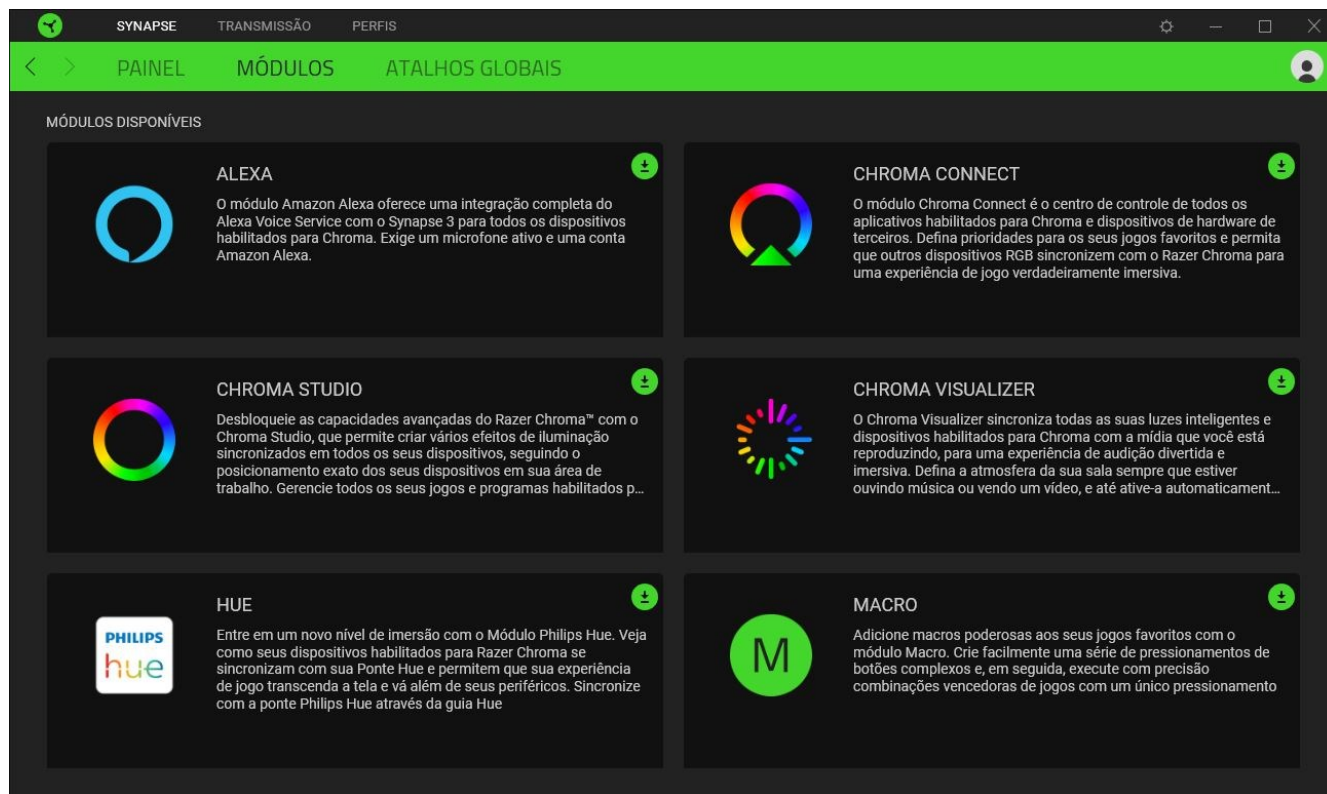 SYNAPSE TRANSMISSÃO PERFIS
PAINEL MÓDULOS ATALHOS GLOBAIS
MÓDULOS DISPONÍVEIS
ALEXA
O módulo Amazon Alexa oferece uma integração completa do
Alexa Voice Service com o Synapse 3 para todos os dispositivos
habilitados para Chroma. Exige um microfone ativo e uma conta
Amazon Alexa.
CHROMA CONNECT
O módulo Chroma Connect é o centro de controle de todos os
aplicativos habilitados para Chroma e dispositivos de hardware de
terceiros. Defina prioridades para os seus jogos favoritos e permita
que outros dispositivos RGB sincronizem com o Razer Chroma para
uma experiência de jogo verdadeiramente imersiva.
CHROMA STUDIO
Desbloqueie as capacidades avançadas do Razer Chroma™ com o
Chroma Studio, que permite criar vários efeitos de iluminação
sincronizados em todos os seus dispositivos, seguindo o
posicionamento exato dos seus dispositivos em sua área de
trabalho. Gerencie todos os seus jogos e programas habilitados p...
CHROMA VISUALIZER
O Chroma Visualizer sincroniza todas as suas luzes inteligentes e
dispositivos habilitados para Chroma com a mídia que você está
reproduzindo, para uma experiência de audição divertida e
imersiva. Defina a atmosfera da sua sala sempre que estiver
ouvindo música ou vendo um vídeo, e até ative-a automaticament...
PHILIPS
hue
HUE
Entre em um novo nível de imersão com o Módulo Philips Hue. Veja
como seus dispositivos habilitados para Razer Chroma se
sincronizam com sua Ponte Hue e permitem que sua experiência
de jogo transcenda a tela e vá além de seus periféricos. Sincronize
com a ponte Philips Hue através da guia Hue
M
MACRO
Adicione macros poderosas aos seus jogos favoritos com o
módulo Macro. Crie facilmente uma série de pressionamentos de
botões complexos e, em seguida, execute com precisão
combinações vencedoras de jogos com um único pressionamento